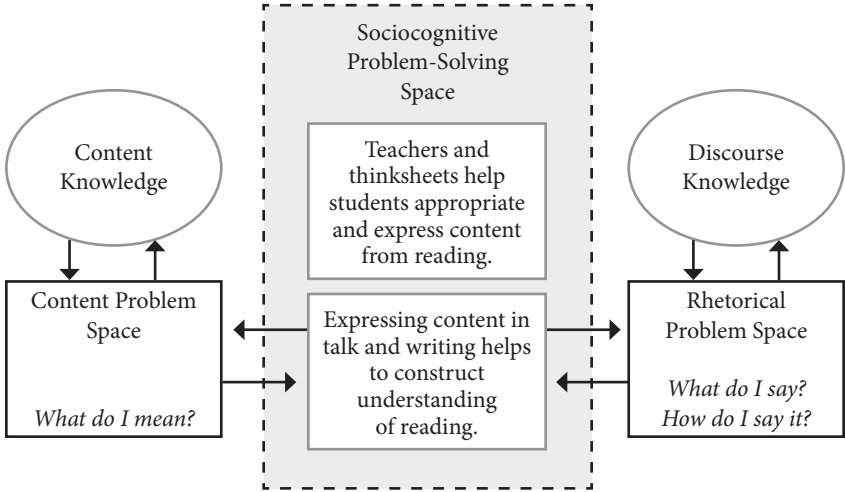 Sociocognitive
Problem-Solving
Space
Content
Knowledge
Teachers and
thinksheets help
students appropriate
and express content
from reading.
Discourse
Knowledge
Content Problem
Space
What do I mean?
Expressing content in
talk and writing helps
to construct
understanding
of reading.
Rhetorical
Problem Space
What do I say?
How do I say it?